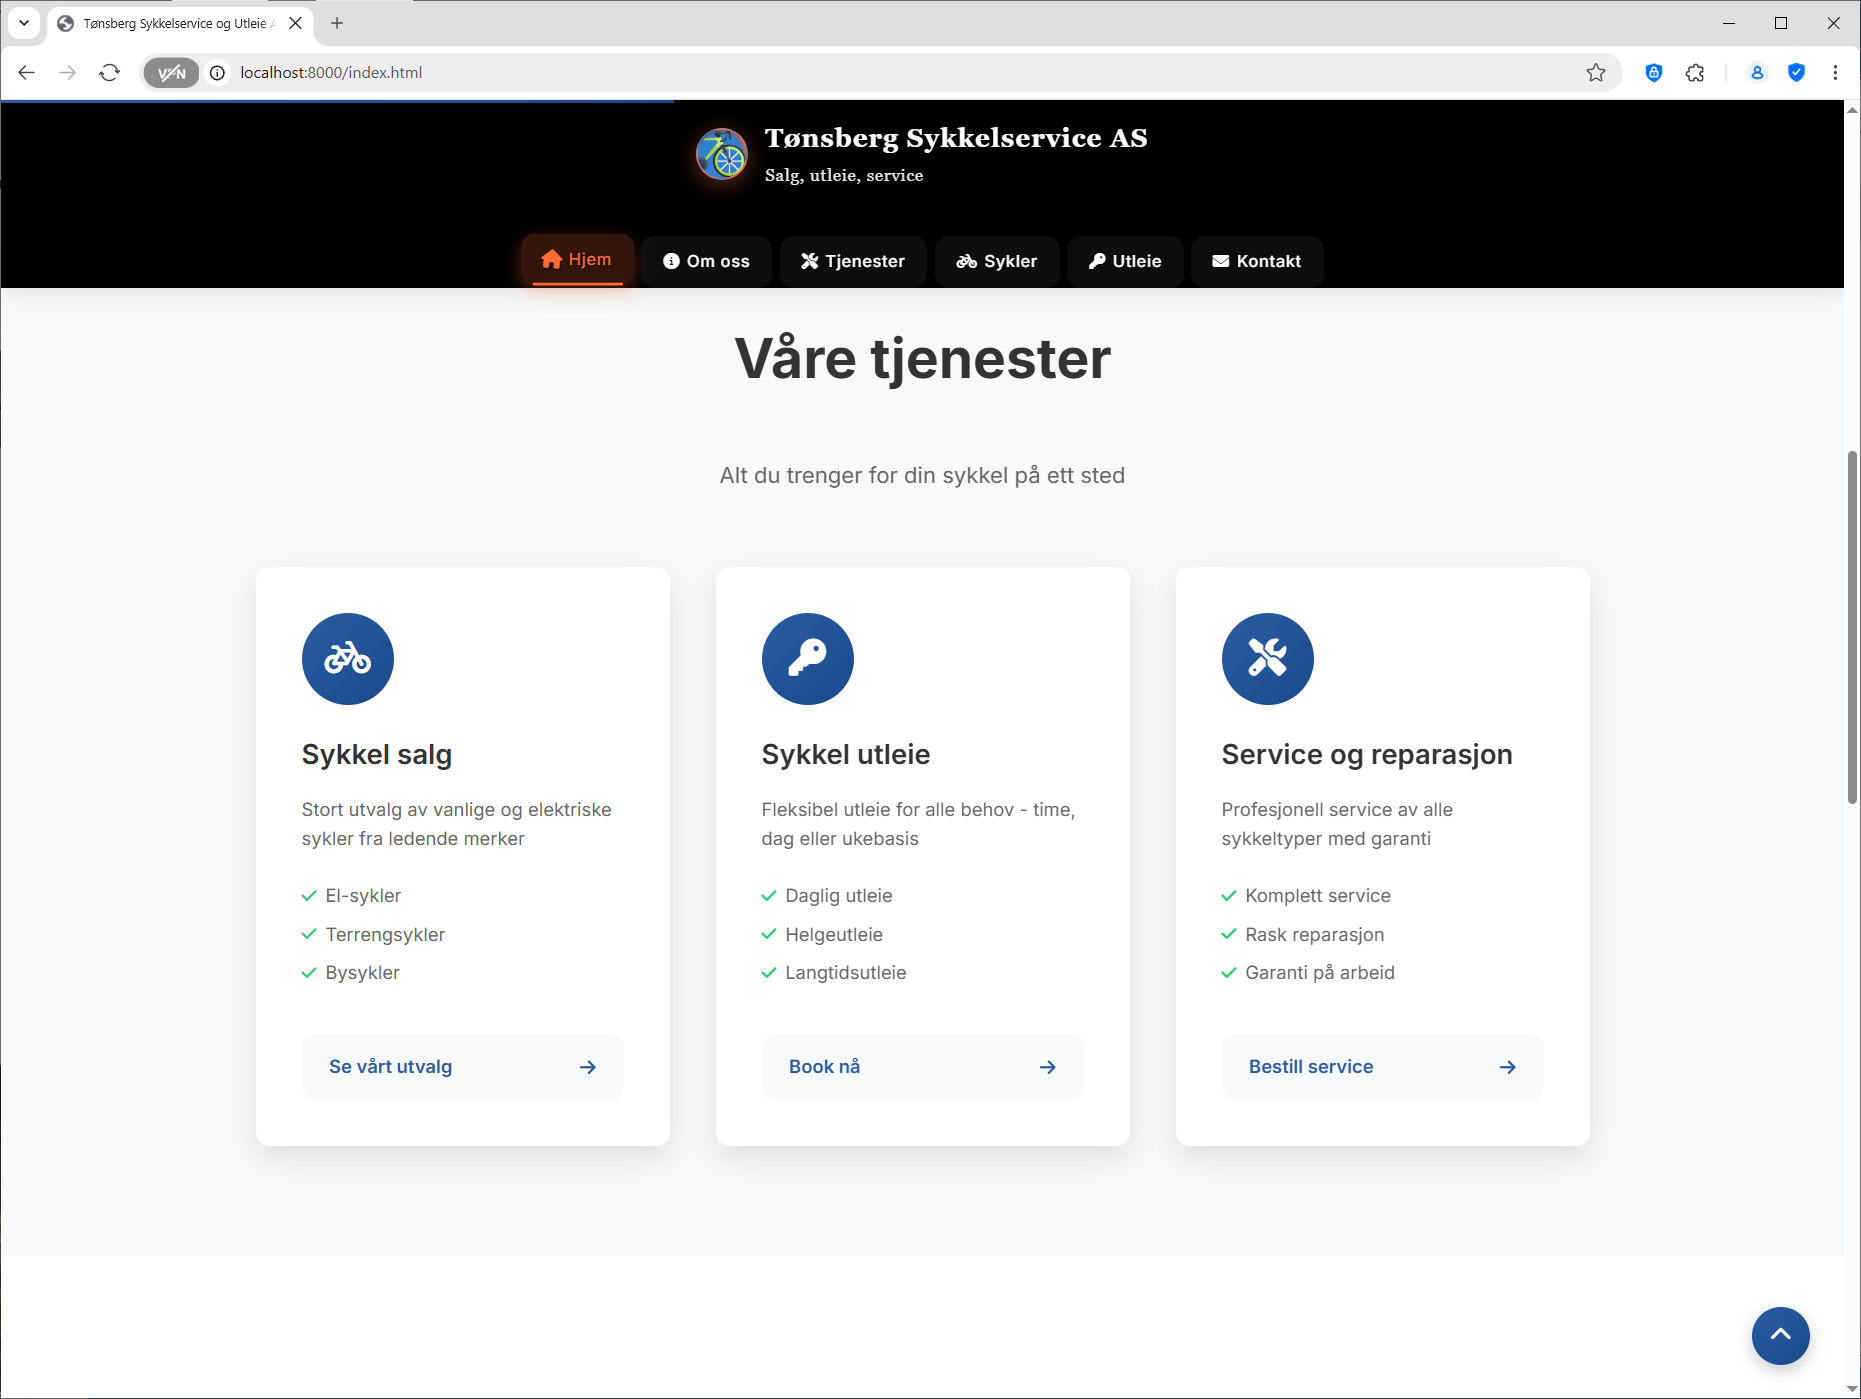 Tønsberg Sykkelservice og Utleie A
VPN
localhost:8000/index.html
Tønsberg Sykkelservice AS
Salg, utleie, service
Hjem
Om oss
Tjenester
Sykler
Utleie
Kontakt
Våre tjenester
Alt du trenger for din sykkel på ett sted
Sykkel salg
Stort utvalg av vanlige og elektriske
sykler fra ledende merker
El-sykler
Terrengsykler
Bysykler
Se vårt utvalg
Sykkel utleie
Fleksibel utleie for alle behov - time,
dag eller ukebasis
Daglig utleie
Helgeutleie
Langtidsutleie
Book nå
Service og reparasjon
Profesjonell service av alle
sykkeltyper med garanti
Komplett service
Rask reparasjon
Garanti på arbeid
Bestill service